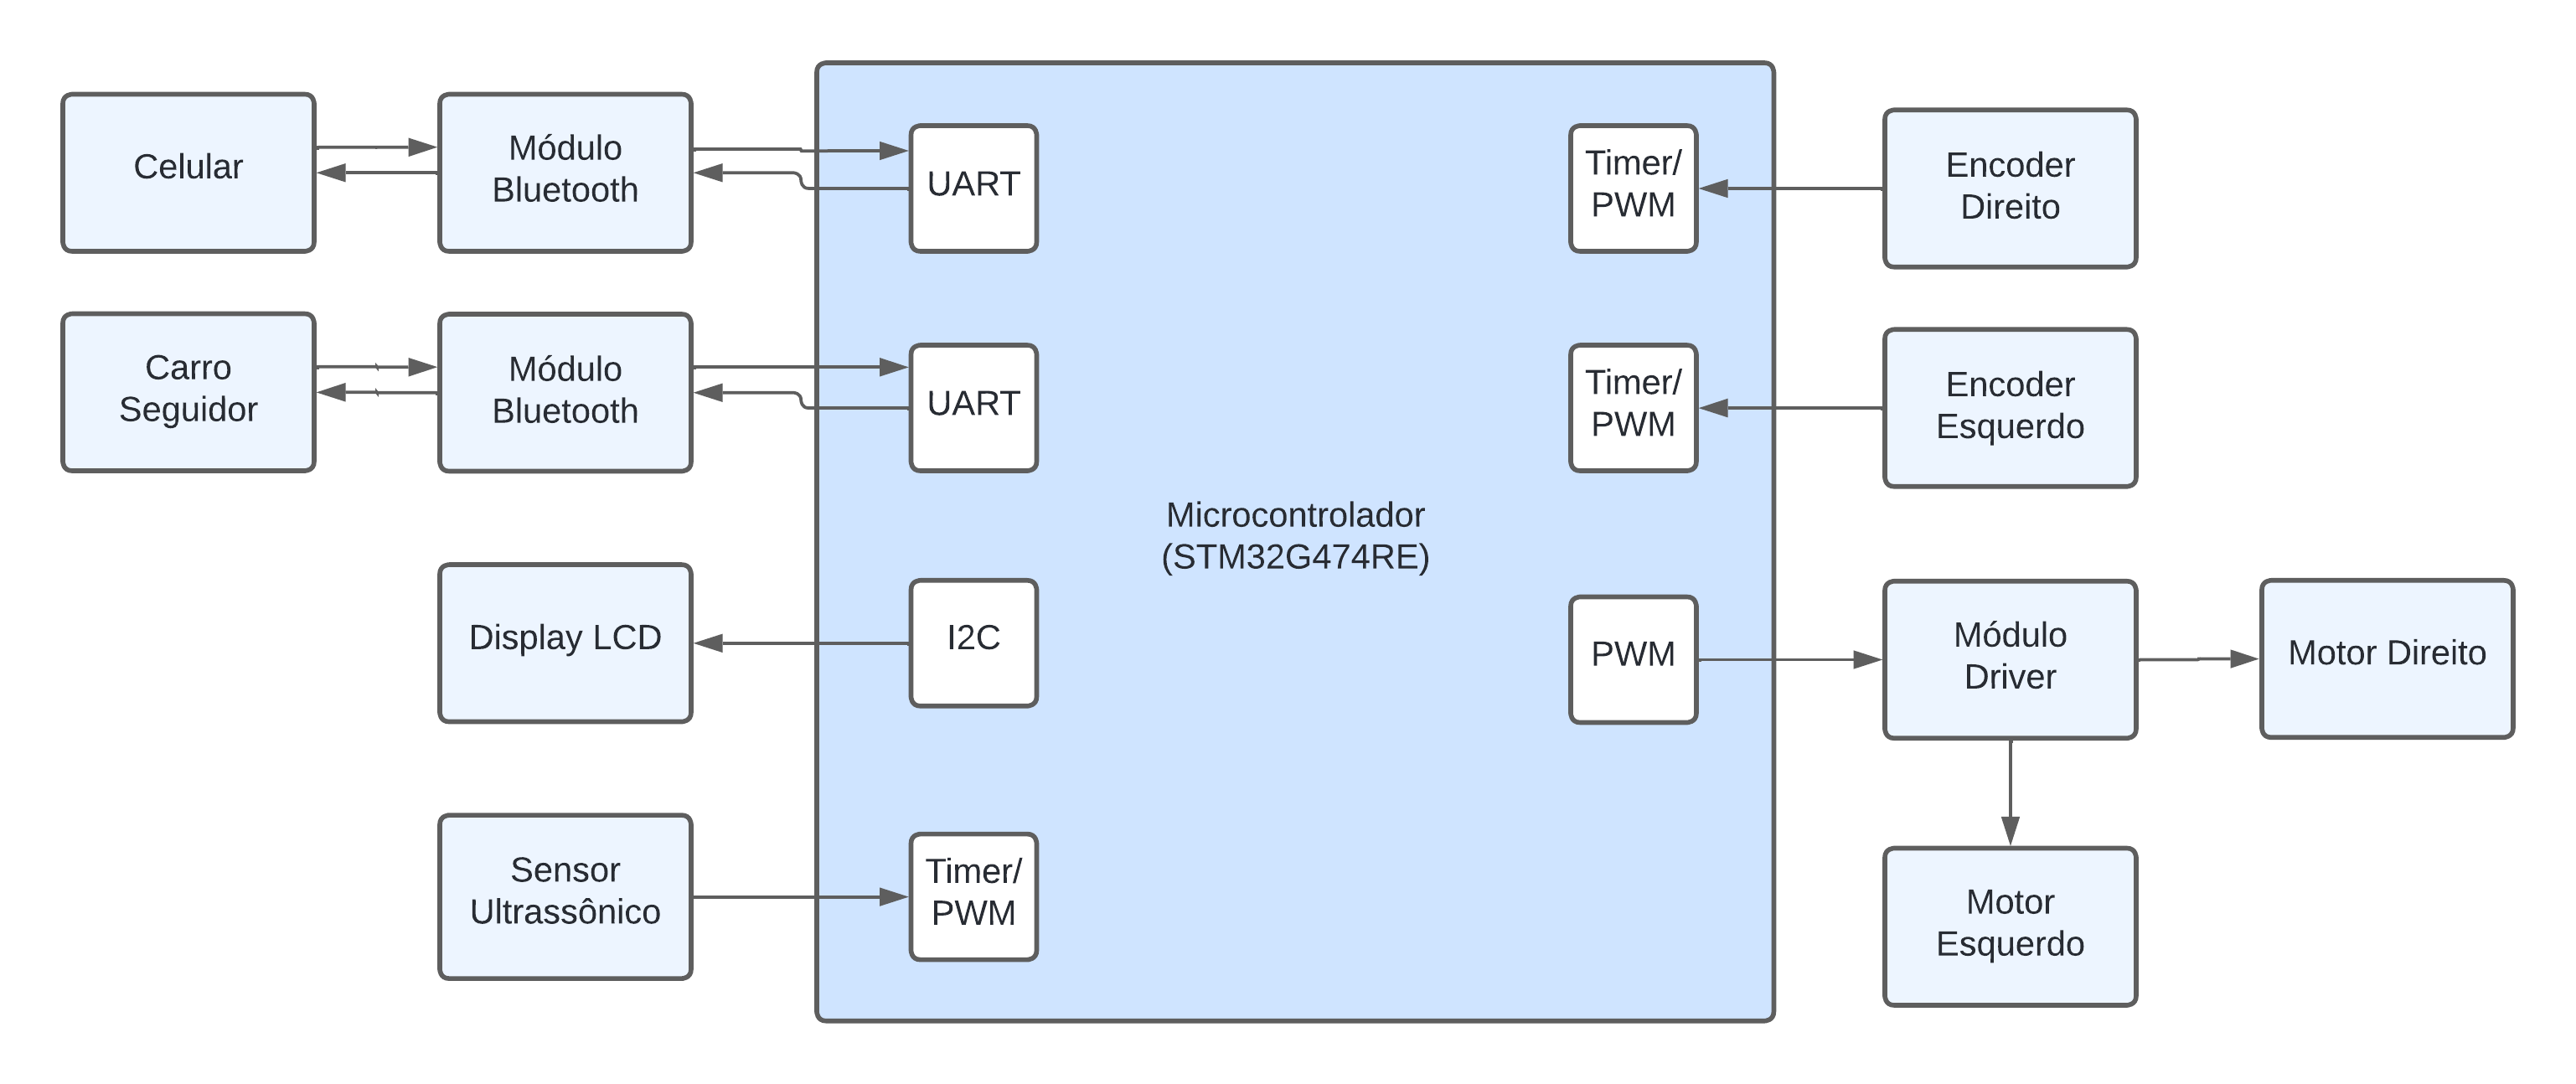 Celular
Módulo
Bluetooth
UART
Timer/
PWM
Encoder
Direito
Carro
Seguidor
Módulo
Bluetooth
UART
Timer/
PWM
Encoder
Esquerdo
Microcontrolador
(STM32G474RE)
Display LCD
I2C
PWM
Módulo
Driver
Motor Direito
Sensor
Ultrassônico
Timer/
PWM
Motor
Esquerdo